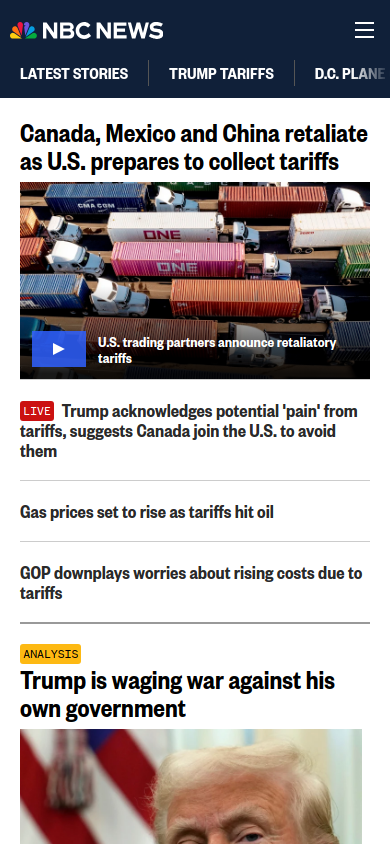 NBC NEWS
LATEST STORIES
TRUMP TARIFFS
D.C. PLANE
Canada, Mexico and China retaliate
as U.S. prepares to collect tariffs
CMA CGM
ONE
ONE
U.S. trading partners announce retaliatory
tariffs
LIVE Trump acknowledges potential 'pain' from
tariffs, suggests Canada join the U.S. to avoid
them
Gas prices set to rise as tariffs hit oil
GOP downplays worries about rising costs due to
tariffs
ANALYSIS
Trump is waging war against his
own government